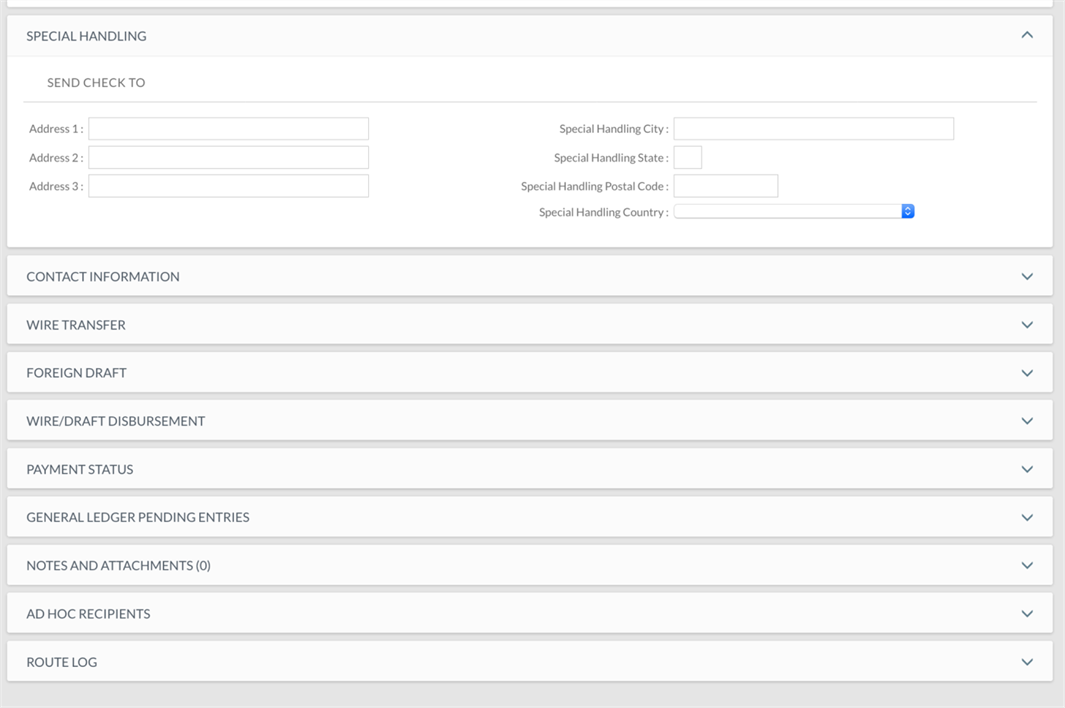 SPECIAL HANDLING
SEND CHECK TO
Address 1 :
Special Handling City :
Address 2 :
Special Handling State :
Address 3 :
Special Handling Postal Code :
Special Handling Country :
CONTACT INFORMATION
WIRE TRANSFER
FOREIGN DRAFT
WIRE/DRAFT DISBURSEMENT
PAYMENT STATUS
GENERAL LEDGER PENDING ENTRIES
NOTES AND ATTACHMENTS (0)
AD HOC RECIPIENTS
ROUTE LOG